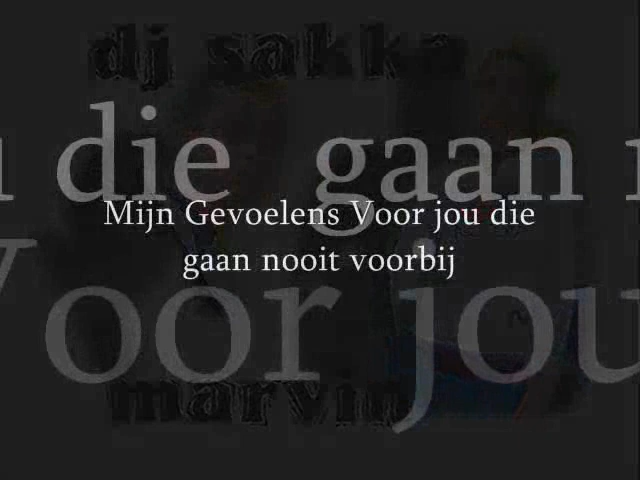 dj sakka
u die gaan n
Mijn Gevoelens Voor jou die
gaan nooit voorbij
Voor jou
marvin